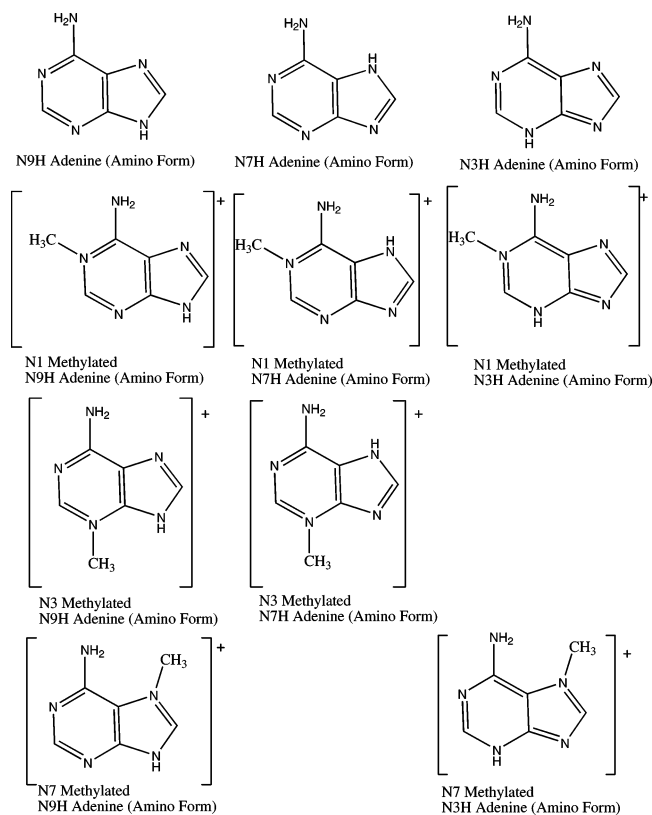 H₂N
N
N
N
N
H
N9H Adenine (Amino Form)
H₂N
N
H
N
N
N
N7H Adenine (Amino Form)
H₂N
N
N
N
H
N
N3H Adenine (Amino Form)
NH₂
+
H₃C
N
N
N
N
H
N1 Methylated
N9H Adenine (Amino Form)
NH₂
+
H₃C
H
N
N
N
N
N1 Methylated
N7H Adenine (Amino Form)
NH₂
+
H₃C
N
N
N
H
N
N1 Methylated
N3H Adenine (Amino Form)
NH₂
+
N
N
N
N
H
CH₃
N3 Methylated
N9H Adenine (Amino Form)
NH₂
+
H
N
N
N
N
CH₃
N3 Methylated
N7H Adenine (Amino Form)
NH₂
CH₃
+
N
N
N
N
H
N7 Methylated
N9H Adenine (Amino Form)
NH₂
CH₃
+
N
N
N
H
N
N7 Methylated
N3H Adenine (Amino Form)